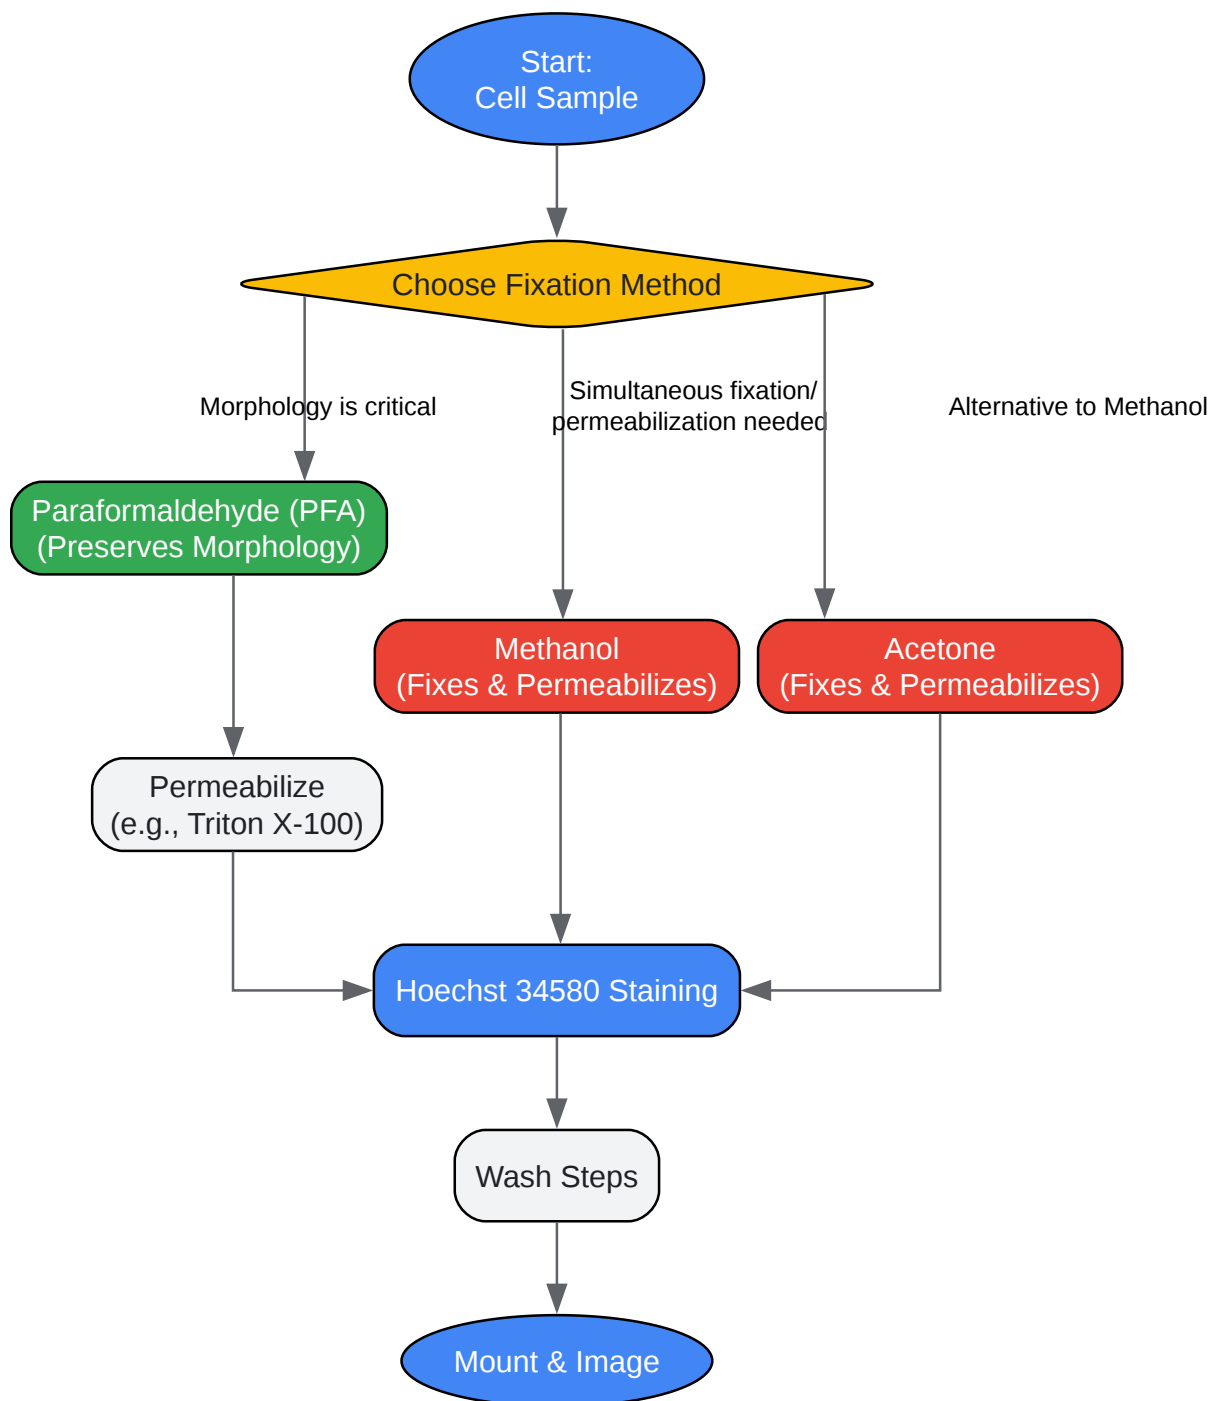 Start:
Cell Sample
Choose Fixation Method
Morphology is critical
Simultaneous fixation/
permeabilization needed
Alternative to Methanol
Paraformaldehyde (PFA)
(Preserves Morphology)
Methanol
(Fixes & Permeabilizes)
Acetone
(Fixes & Permeabilizes)
Permeabilize
(e.g., Triton X-100)
Hoechst 34580 Staining
Wash Steps
Mount & Image